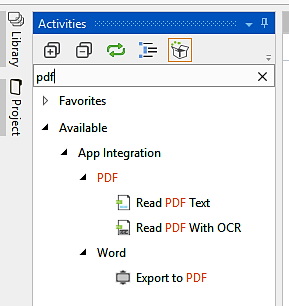 Activities
Library
Project
pdf
Favorites
Available
App Integration
PDF
Read PDF Text
Read PDF With OCR
Word
Export to PDF